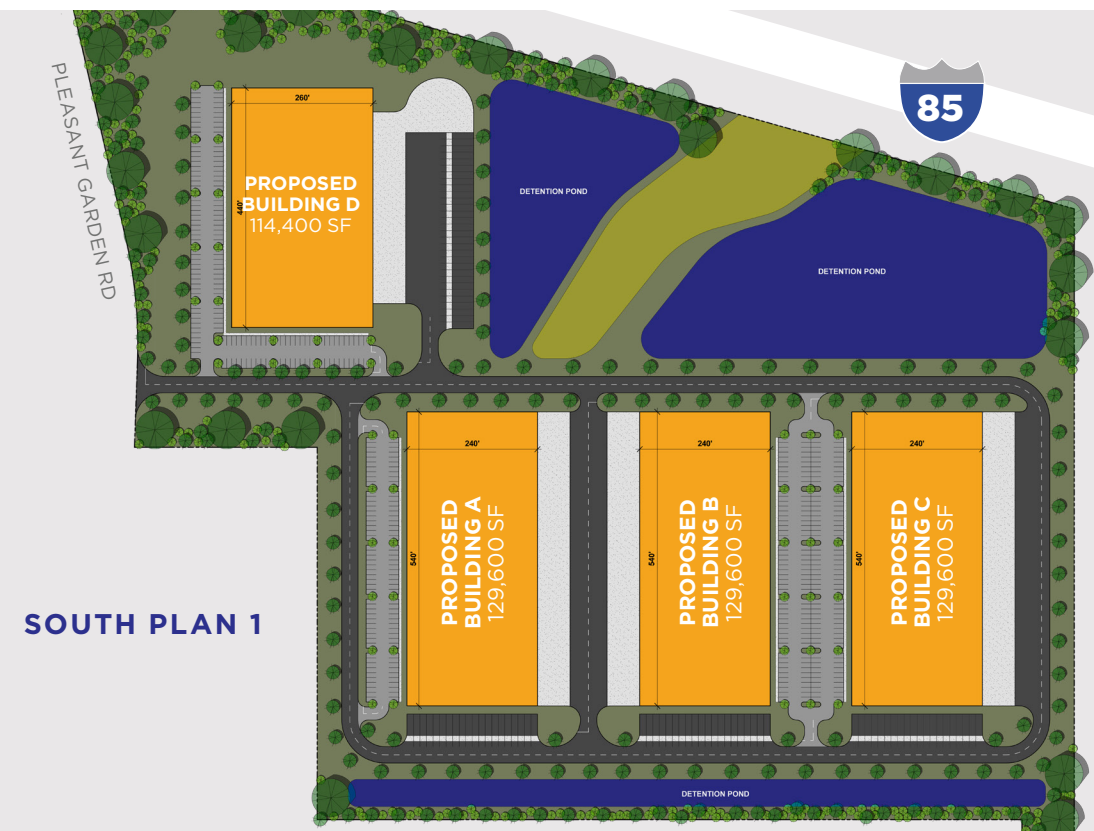 85
PLEASANT GARDEN RD
260'
440'
PROPOSED
BUILDING D
114,400 SF
DETENTION POND
DETENTION POND
240'
540'
PROPOSED
BUILDING A
129,600 SF
240'
540'
PROPOSED
BUILDING B
129,600 SF
240'
540'
PROPOSED
BUILDING C
129,600 SF
SOUTH PLAN 1
DETENTION POND